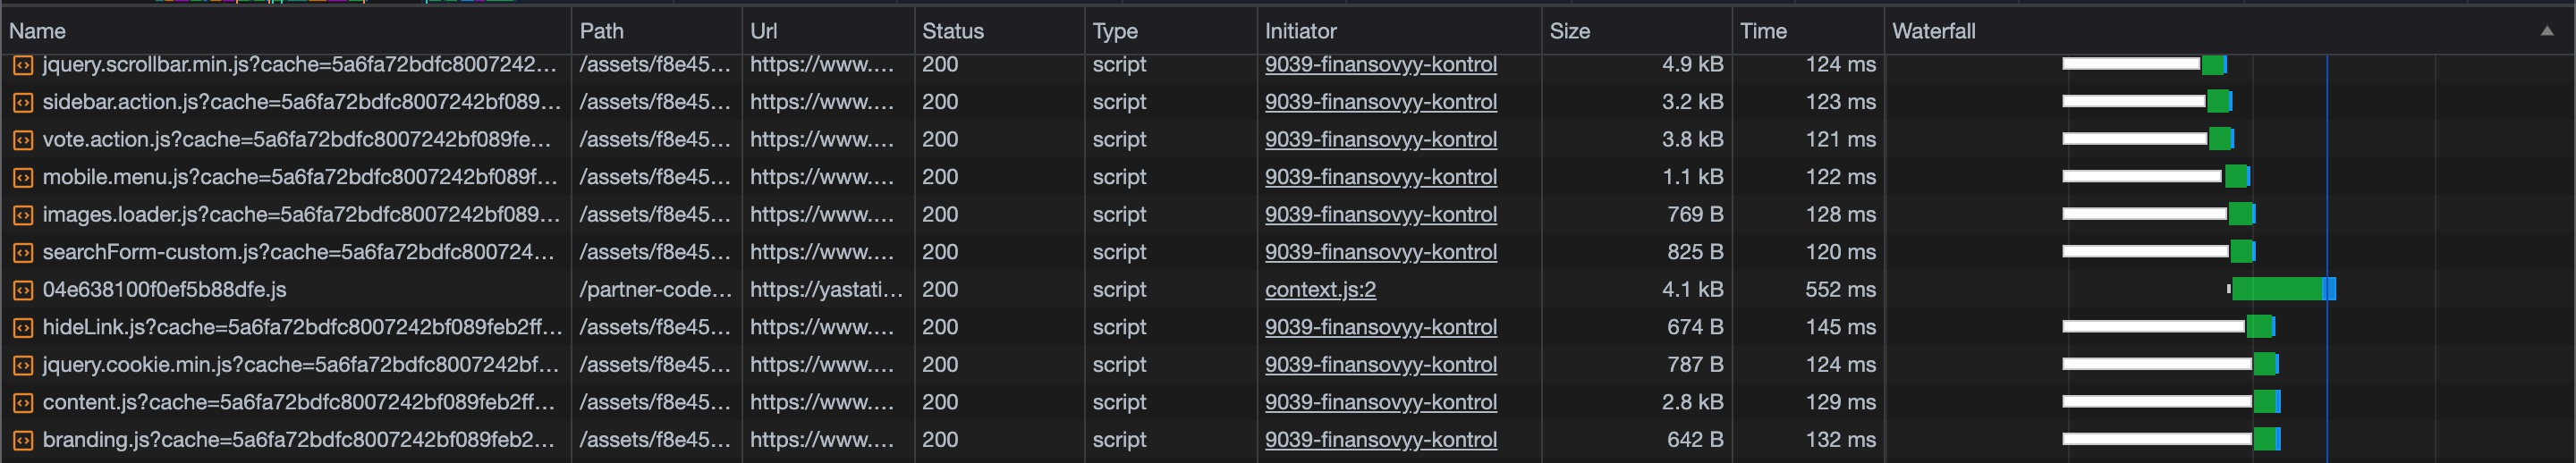 Name Path Url Status Type Initiator Size Time Waterfall
jquery.scrollbar.min.js?cache=5a6fa72bdfc8007242... /assets/f8e45... https://www.... 200 script 9039-finansovyy-kontrol 4.9 kB 124 ms
sidebar.action.js?cache=5a6fa72bdfc8007242bf089... /assets/f8e45... https://www.... 200 script 9039-finansovyy-kontrol 3.2 kB 123 ms
vote.action.js?cache=5a6fa72bdfc8007242bf089fe... /assets/f8e45... https://www.... 200 script 9039-finansovyy-kontrol 3.8 kB 121 ms
mobile.menu.js?cache=5a6fa72bdfc8007242bf089f... /assets/f8e45... https://www.... 200 script 9039-finansovyy-kontrol 1.1 kB 122 ms
images.loader.js?cache=5a6fa72bdfc8007242bf089... /assets/f8e45... https://www.... 200 script 9039-finansovyy-kontrol 769 B 128 ms
searchForm-custom.js?cache=5a6fa72bdfc800724... /assets/f8e45... https://www.... 200 script 9039-finansovyy-kontrol 825 B 120 ms
04e638100f0ef5b88dfe.js /partner-code... https://yastati... 200 script context.js:2 4.1 kB 552 ms
hideLink.js?cache=5a6fa72bdfc8007242bf089feb2ff... /assets/f8e45... https://www.... 200 script 9039-finansovyy-kontrol 674 B 145 ms
jquery.cookie.min.js?cache=5a6fa72bdfc8007242bf... /assets/f8e45... https://www.... 200 script 9039-finansovyy-kontrol 787 B 124 ms
content.js?cache=5a6fa72bdfc8007242bf089feb2ff... /assets/f8e45... https://www.... 200 script 9039-finansovyy-kontrol 2.8 kB 129 ms
branding.js?cache=5a6fa72bdfc8007242bf089feb2... /assets/f8e45... https://www.... 200 script 9039-finansovyy-kontrol 642 B 132 ms